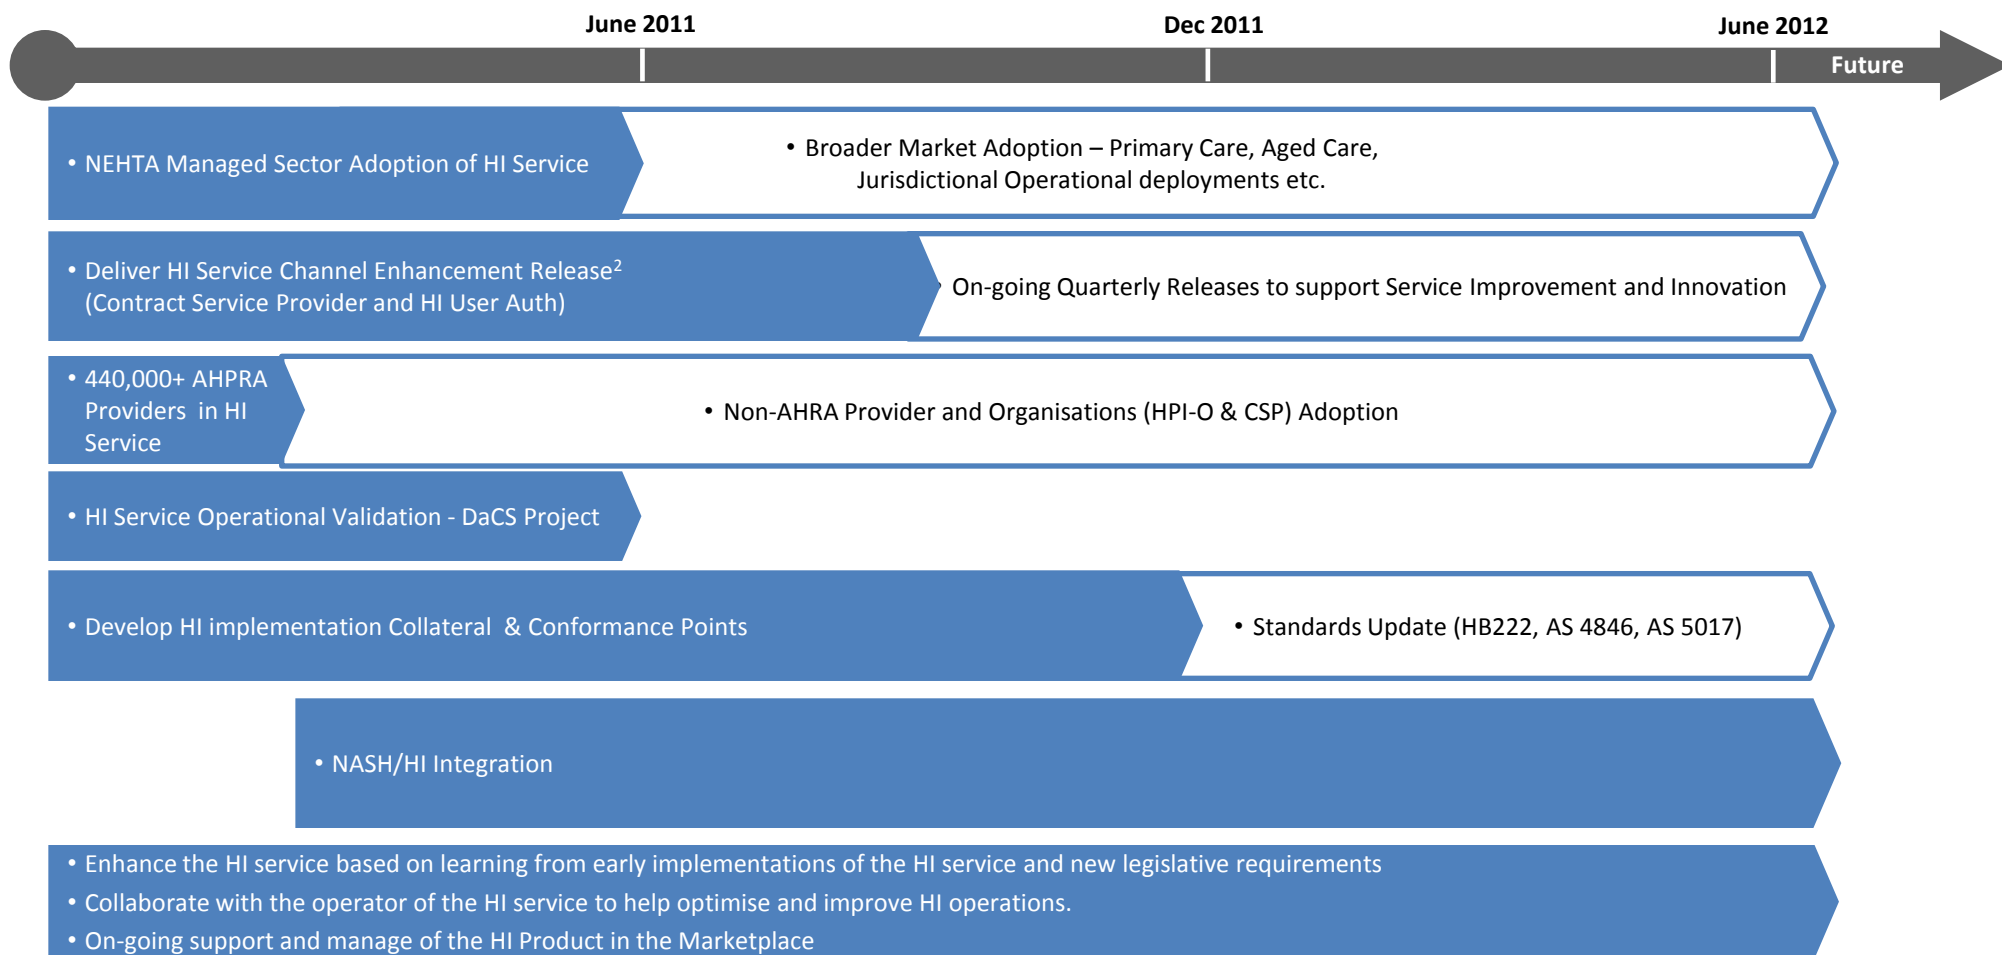 June 2011
Dec 2011
June 2012
Future
• NEHTA Managed Sector Adoption of HI Service
• Broader Market Adoption – Primary Care, Aged Care,
Jurisdictional Operational deployments etc.
• Deliver HI Service Channel Enhancement Release²
(Contract Service Provider and HI User Auth)
• On-going Quarterly Releases to support Service Improvement and Innovation
• 440,000+ AHPRA
Providers in HI
Service
• Non-AHRA Provider and Organisations (HPI-O & CSP) Adoption
• HI Service Operational Validation - DaCS Project
• Develop HI implementation Collateral & Conformance Points
• Standards Update (HB222, AS 4846, AS 5017)
• NASH/HI Integration
• Enhance the HI service based on learning from early implementations of the HI service and new legislative requirements
• Collaborate with the operator of the HI service to help optimise and improve HI operations.
• On-going support and manage of the HI Product in the Marketplace